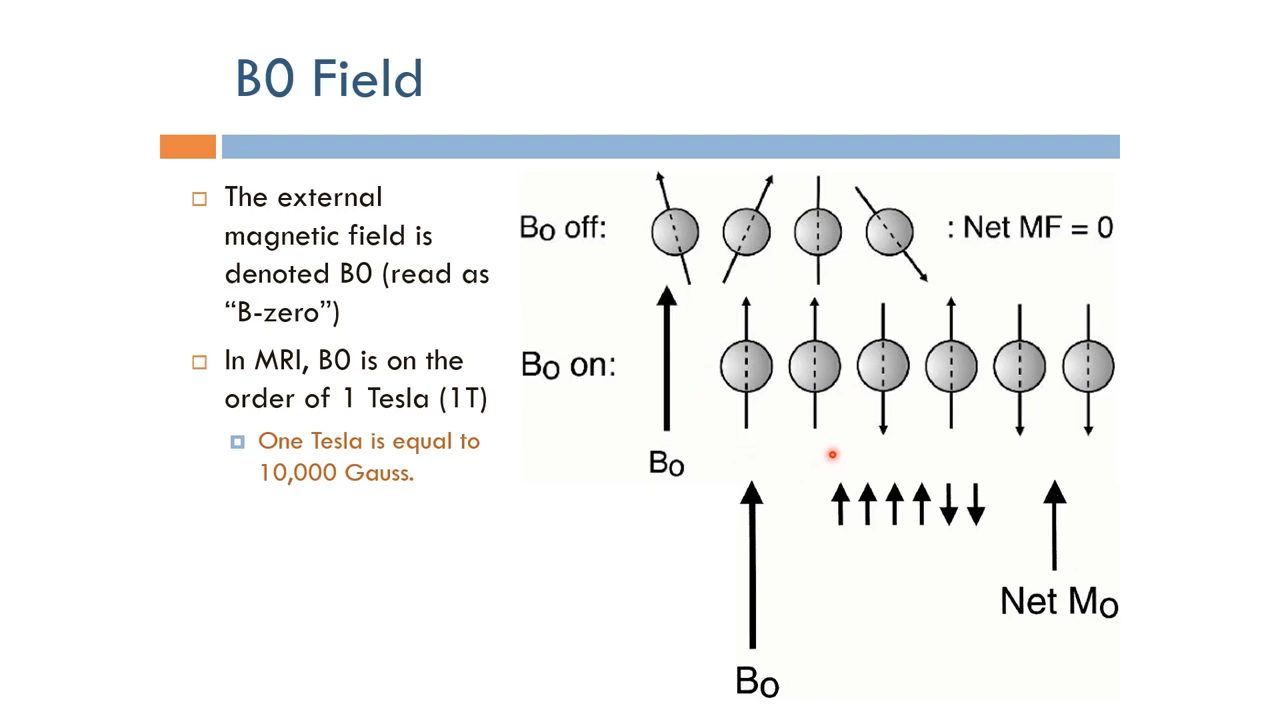 B0 Field
The external
magnetic field is
denoted B0 (read as
“B-zero”)
In MRI, B0 is on the
order of 1 Tesla (1T)
One Tesla is equal to
10,000 Gauss.
Bo off:
: Net MF = 0
Bo on:
Bo
Net Mo
Bo